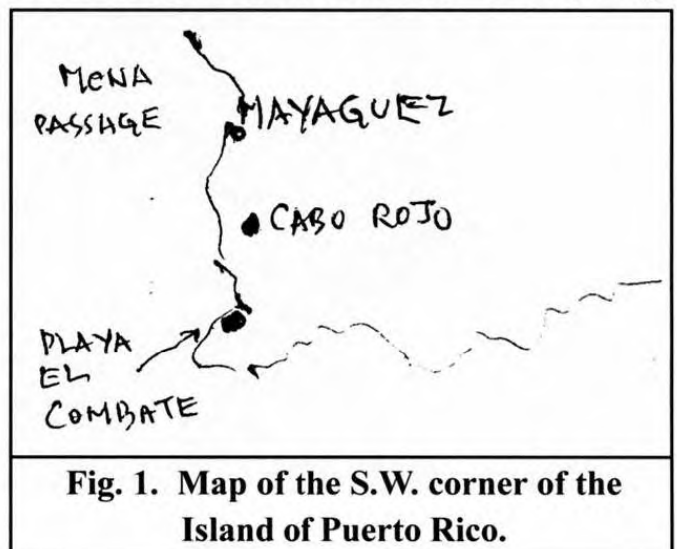 MENA
PASSAGE
MAYAGUEZ
CABO ROJO
PLAYA
EL
COMBATE
Fig. 1. Map of the S.W. corner of the
Island of Puerto Rico.